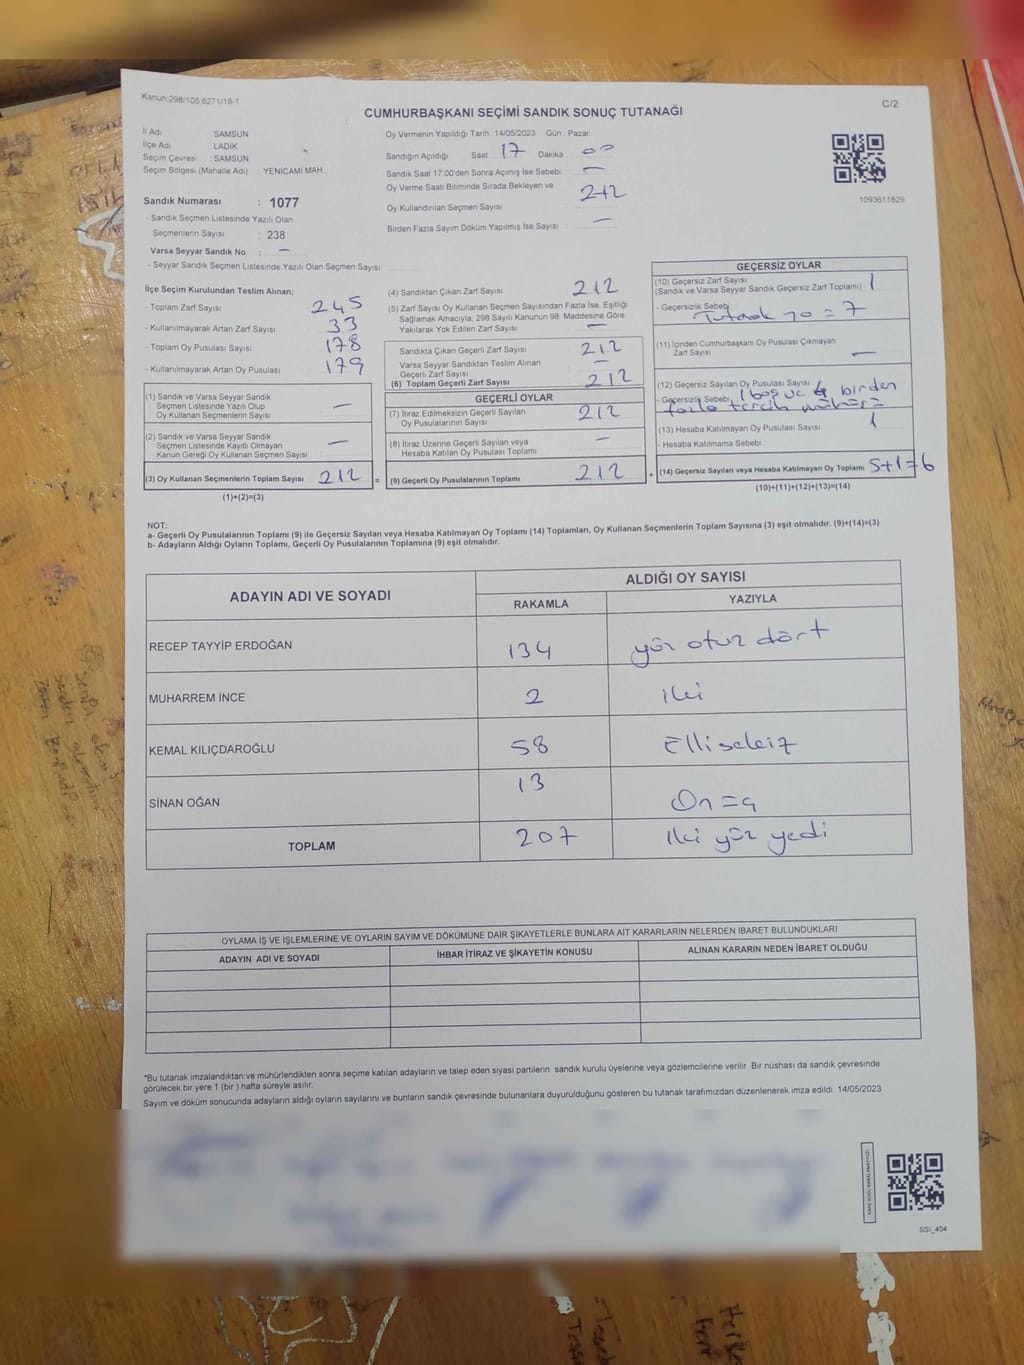 Kanun:298/105,6271/18-1
C/2
CUMHURBAŞKANI SEÇİMİ SANDIK SONUÇ TUTANAĞI
İl Adı SAMSUN
İlçe Adı LADİK
Seçim Çevresi : SAMSUN
Seçim Bölgesi (Mahalle Adı) : YENİCAMİ MAH.
Sandık Numarası : 1077
- Sandık Seçmen Listesinde Yazılı Olan
Seçmenlerin Sayısı : 238
Varsa Seyyar Sandık No : —
- Seyyar Sandık Seçmen Listesinde Yazılı Olan Seçmen Sayısı:
Oy Vermenin Yapıldığı Tarih 14/05/2023 Gün Pazar
Sandığın Açıldığı Saat 17 Dakika 00
Sandık Saat 17:00'den Sonra Açımış İse Sebebi : —
Oy Verme Saati Bitiminde Sırada Bekleyen ve
Oy Kullandırılan Seçmen Sayısı : 212
Birden Fazla Sayım Döküm Yapılmış İse Sayısı : —
1093611829
İlçe Seçim Kurulundan Teslim Alınan;
- Toplam Zarf Sayısı : 245
- Kullanılmayarak Artan Zarf Sayısı : 33
- Toplam Oy Pusulası Sayısı : 178
- Kullanılmayarak Artan Oy Pusulası : 179
(1) Sandık ve Varsa Seyyar Sandık
Seçmen Listesinde Yazılı Olup
Oy Kullanan Seçmenlerin Sayısı —
(2) Sandık ve Varsa Seyyar Sandık
Seçmen Listesinde Kayıtlı Olmayan
Kanun Gereği Oy Kullanan Seçmen Sayısı —
(3) Oy Kullanan Seçmenlerin Toplam Sayısı 212
(1)+(2)=(3)
(4) Sandıktan Çıkan Zarf Sayısı : 212
(5) Zarf Sayısı Oy Kullanan Seçmen Sayısından Fazla İse, Eşitliği
Sağlamak Amacıyla; 298 Sayılı Kanunun 98. Maddesine Göre
Yakılarak Yok Edilen Zarf Sayısı : —
Sandıkta Çıkan Geçerli Zarf Sayısı : 212
Varsa Seyyar Sandıktan Teslim Alınan
Geçerli Zarf Sayısı : —
(6) Toplam Geçerli Zarf Sayısı : 212
GEÇERLİ OYLAR
(7) İtiraz Edilmeksizin Geçerli Sayılan
Oy Pusulalarının Sayısı : 212
(8) İtiraz Üzerine Geçerli Sayılan veya
Hesaba Katılan Oy Pusulası Toplamı : —
= (9) Geçerli Oy Pusulalarının Toplamı : 212 +
GEÇERSİZ OYLAR
(10) Geçersiz Zarf Sayısı
(Sandık ve Varsa Seyyar Sandık Geçersiz Zarf Toplamı) : 1
- Geçersizlik Sebebi
no = 7
(11) İçinden Cumhurbaşkanı Oy Pusulası Çıkmayan
Zarf Sayısı —
(12) Geçersiz Sayılan Oy Pusulası Sayısı
- Geçersizlik Sebebi 1 boş ve 4 birden
fazla tercih
(13) Hesaba Katılmayan Oy Pusulası Sayısı : 1
- Hesaba Katılmama Sebebi
(14) Geçersiz Sayılan veya Hesaba Katılmayan Oy Toplamı 5+1=6
(10)+(11)+(12)+(13)=(14)
NOT:
a- Geçerli Oy Pusulalarının Toplamı (9) ile Geçersiz Sayılan veya Hesaba Katılmayan Oy Toplamı (14) Toplamları, Oy Kullanan Seçmenlerin Toplam Sayısına (3) eşit olmalıdır. (9)+(14)=(3)
b- Adayların Aldığı Oyların Toplamı, Geçerli Oy Pusulalarının Toplamına (9) eşit olmalıdır.
ADAYIN ADI VE SOYADI
ALDIĞI OY SAYISI
RAKAMLA YAZIYLA
RECEP TAYYİP ERDOĞAN 134 yüz otuz dört
MUHARREM İNCE 2 iki
KEMAL KILIÇDAROĞLU 58 Ellisekiz
SİNAN OĞAN 13 On üç
TOPLAM 207 iki yüz yedi
OYLAMA İŞ VE İŞLEMLERİNE VE OYLARIN SAYIM VE DÖKÜMÜNE DAİR ŞİKAYETLERLE BUNLARA AİT KARARLARIN NELERDEN İBARET BULUNDUKLARI
ADAYIN ADI VE SOYADI İHBAR İTİRAZ VE ŞİKAYETİN KONUSU ALINAN KARARIN NEDEN İBARET OLDUĞU
*Bu tutanak imzalandıktan ve mühürlendikten sonra seçime katılan adayların ve talep eden siyasi partilerin sandık kurulu üyelerine veya gözlemcilerine verilir. Bir nüshası da sandık çevresinde
görülecek bir yere 1 (bir ) hafta süreyle asılır.
Sayım ve döküm sonucunda adayların aldığı oyların sayılarını ve bunların sandık çevresinde bulunanlara duyurulduğunu gösteren bu tutanak tarafımızdan düzenlenerek imza edildi. 14/05/2023
SSİ_404